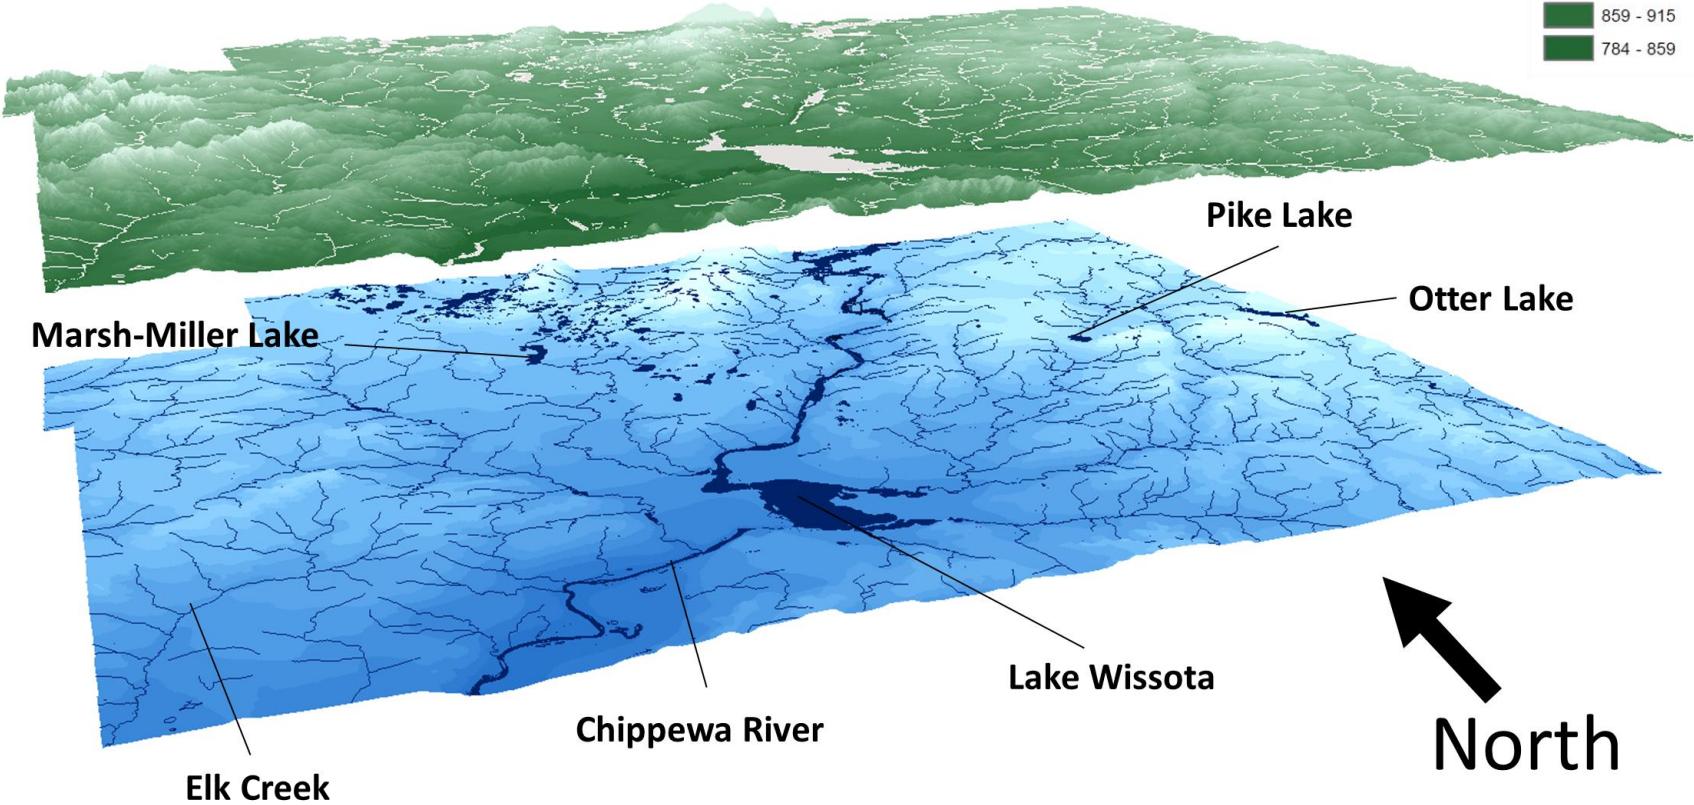 859 - 915
784 - 859
Pike Lake
Otter Lake
Marsh-Miller Lake
Lake Wissota
Chippewa River
North
Elk Creek